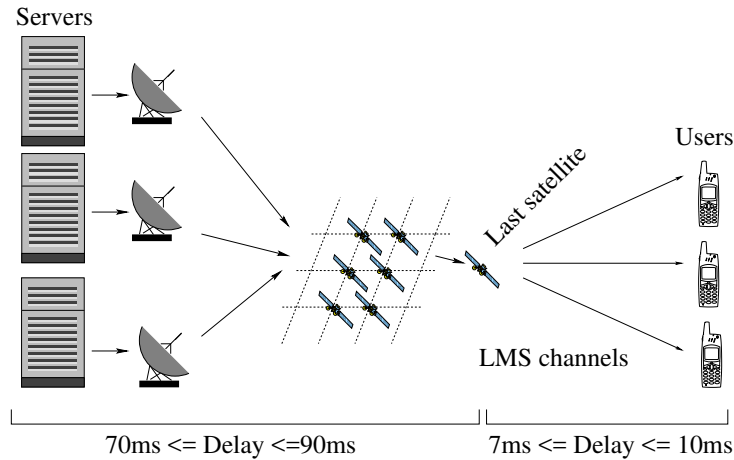 Servers
Users
Last satellite
LMS channels
70ms <= Delay <=90ms
7ms <= Delay <= 10ms